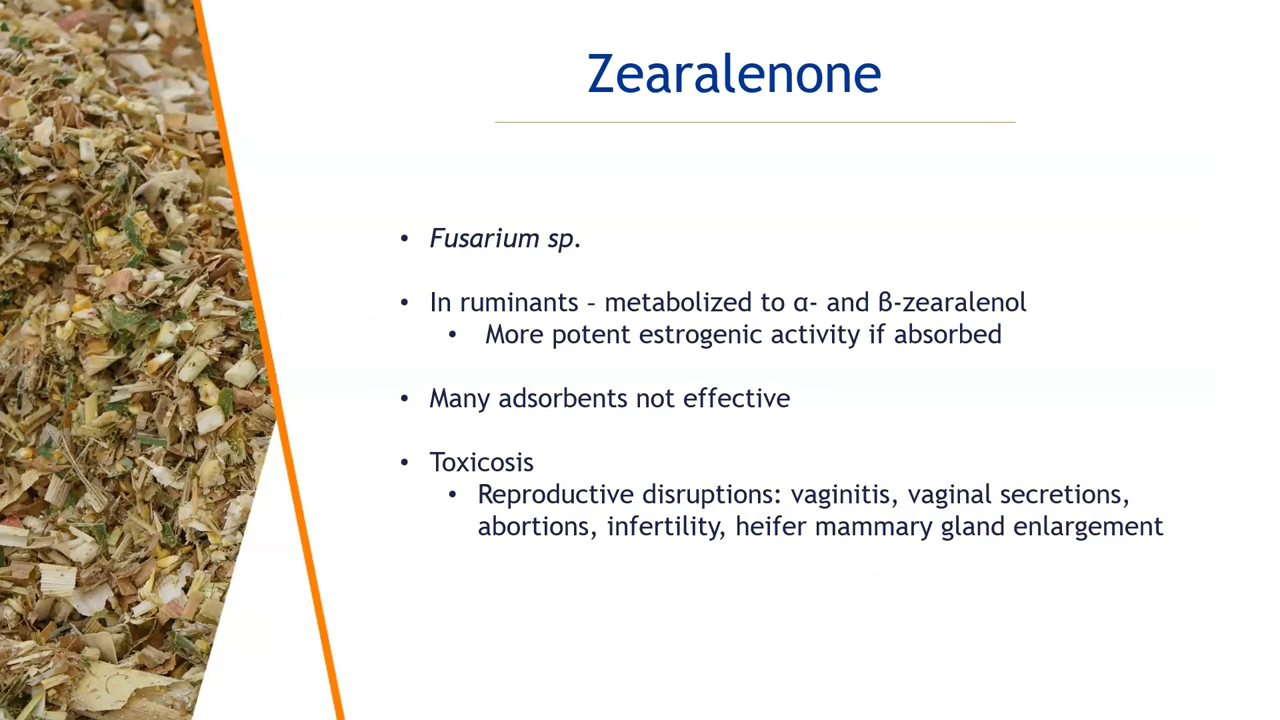 Zearalenone
• Fusarium sp.
• In ruminants – metabolized to α- and ß-zearalenol
• More potent estrogenic activity if absorbed
• Many adsorbents not effective
• Toxicosis
• Reproductive disruptions: vaginitis, vaginal secretions,
abortions, infertility, heifer mammary gland enlargement